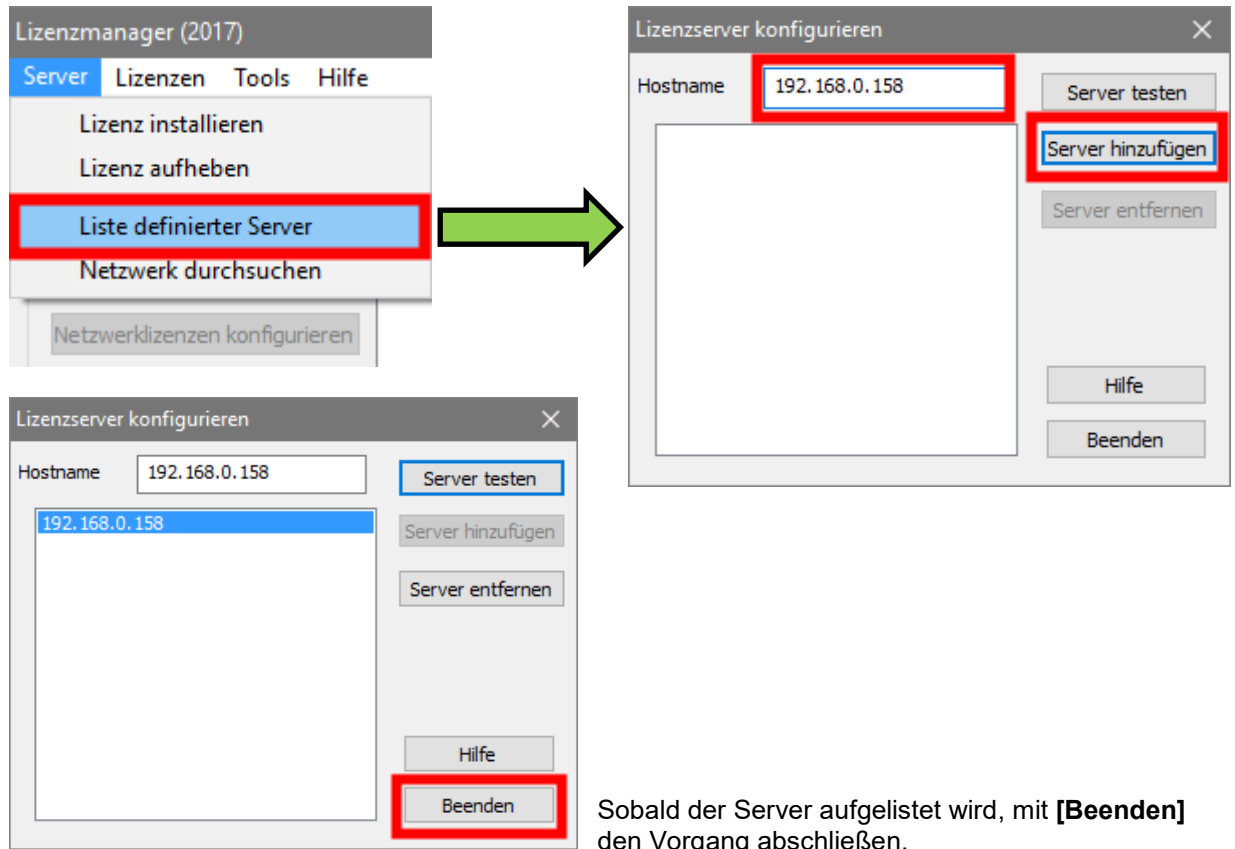 Lizenzmanager (2017)
Server Lizenzen Tools Hilfe
Lizenz installieren
Lizenz aufheben
Liste definierter Server
Netzwerk durchsuchen
Netzwerklizenzen konfigurieren
Lizenzserver konfigurieren
Hostname 192.168.0.158
Server testen
Server hinzufügen
Server entfernen
Hilfe
Beenden
Lizenzserver konfigurieren
Hostname 192.168.0.158
Server testen
192.168.0.158
Server hinzufügen
Server entfernen
Hilfe
Beenden
Sobald der Server aufgelistet wird, mit [Beenden]
den Vorgang abschließen.